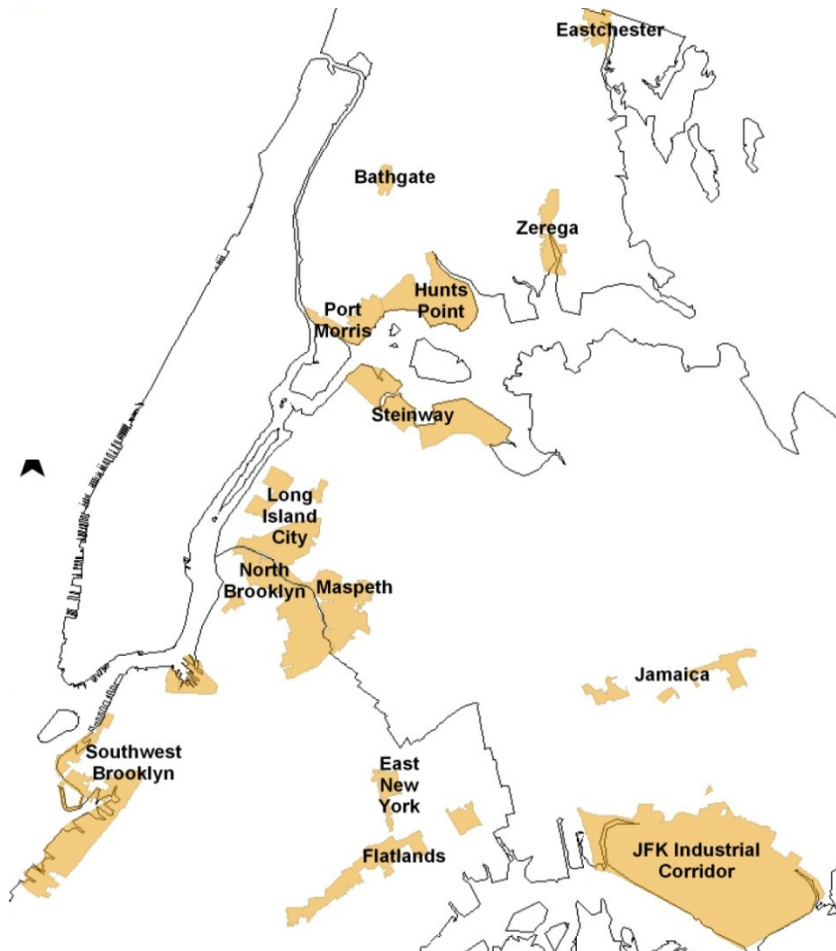 Eastchester
Bathgate
Zerega
Hunts
Point
Port
Morris
Steinway
Long
Island
City
North
Brooklyn
Maspeth
Jamaica
Southwest
Brooklyn
East
New
York
Flatlands
JFK Industrial
Corridor